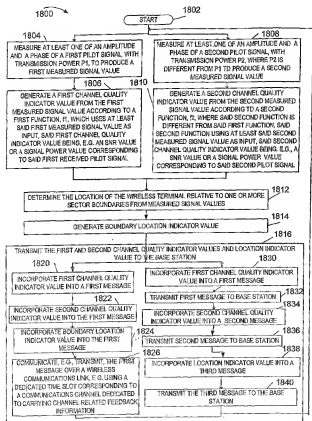 1800
1802
START
1804
MEASURE AT LEAST ONE OF AN AMPLITUDE
AND A PHASE OF A FIRST PILOT SIGNAL, WITH
TRANSMISSION POWER P1, TO PRODUCE A
FIRST MEASURED SIGNAL VALUE
1808
MEASURE AT LEAST ONE OF AN AMPLITUDE AND A
PHASE OF A SECOND PILOT SIGNAL, WITH
TRANSMISSION POWER P2, WHERE P2 IS
DIFFERENT FROM P1 TO PRODUCE A SECOND
MEASURED SIGNAL VALUE
1806
GENERATE A FIRST CHANNEL QUALITY
INDICATOR VALUE FROM THE FIRST
MEASURED SIGNAL VALUE ACCORDING TO A
FIRST FUNCTION, f1, WHICH USES AT LEAST
SAID FIRST MEASURED SIGNAL VALUE AS
INPUT, SAID FIRST CHANNEL QUALITY
INDICATOR VALUE BEING, E.G. AN SNR VALUE
OR A SIGNAL POWER VALUE CORRESPONDING
TO SAID FIRST RECEIVED PILOT SIGNAL
1810
GENERATE A SECOND CHANNEL QUALITY
INDICATOR VALUE FROM THE SECOND MEASURED
SIGNAL VALUE ACCORDING TO A SECOND
FUNCTION, f2, WHERE SAID SECOND FUNCTION IS
DIFFERENT FROM SAID FIRST FUNCTION, SAID
SECOND FUNCTION USING AT LEAST SAID SECOND
MEASURED SIGNAL VALUE AS INPUT, SAID SECOND
CHANNEL QUALITY INDICATOR BEING, E.G., A
SNR VALUE OR A SIGNAL POWER VALUE
CORRESPONDING TO SAID SECOND PILOT SIGNAL
1812
DETERMINE THE LOCATION OF THE WIRELESS TERMINAL RELATIVE TO ONE OR MORE
SECTOR BOUNDARIES FROM MEASURED SIGNAL VALUES
1814
GENERATE BOUNDARY LOCATION INDICATOR VALUE
1816
TRANSMIT THE FIRST AND SECOND CHANNEL QUALITY INDICATOR VALUES AND LOCATION INDICATOR
VALUE TO THE BASE STATION
1820
INCORPORATE FIRST CHANNEL QUALITY
INDICATOR VALUE INTO A FIRST MESSAGE
1822
INCORPORATE SECOND CHANNEL QUALITY
INDICATOR VALUE INTO THE FIRST
MESSAGE
1824
INCORPORATE BOUNDARY LOCATION
INDICATOR VALUE INTO THE FIRST
MESSAGE
1826
COMMUNICATE, E.G., TRANSMIT, THE FIRST
MESSAGE OVER A WIRELESS
COMMUNICATIONS LINK, E.G. USING A
DEDICATED TIME SLOT CORRESPONDING TO
A COMMUNICATIONS CHANNEL DEDICATED
TO CARRYING CHANNEL RELATED FEEDBACK
INFORMATION
1830
INCORPORATE FIRST CHANNEL QUALITY INDICATOR
VALUE INTO A FIRST MESSAGE
1832
TRANSMIT FIRST MESSAGE TO BASE STATION
1834
INCORPORATE SECOND CHANNEL QUALITY
INDICATOR VALUE INTO A SECOND MESSAGE
1836
TRANSMIT SECOND MESSAGE TO BASE STATION
1838
INCORPORATE LOCATION INDICATOR VALUE INTO A
THIRD MESSAGE
1840
TRANSMIT THE THIRD MESSAGE TO THE BASE
STATION